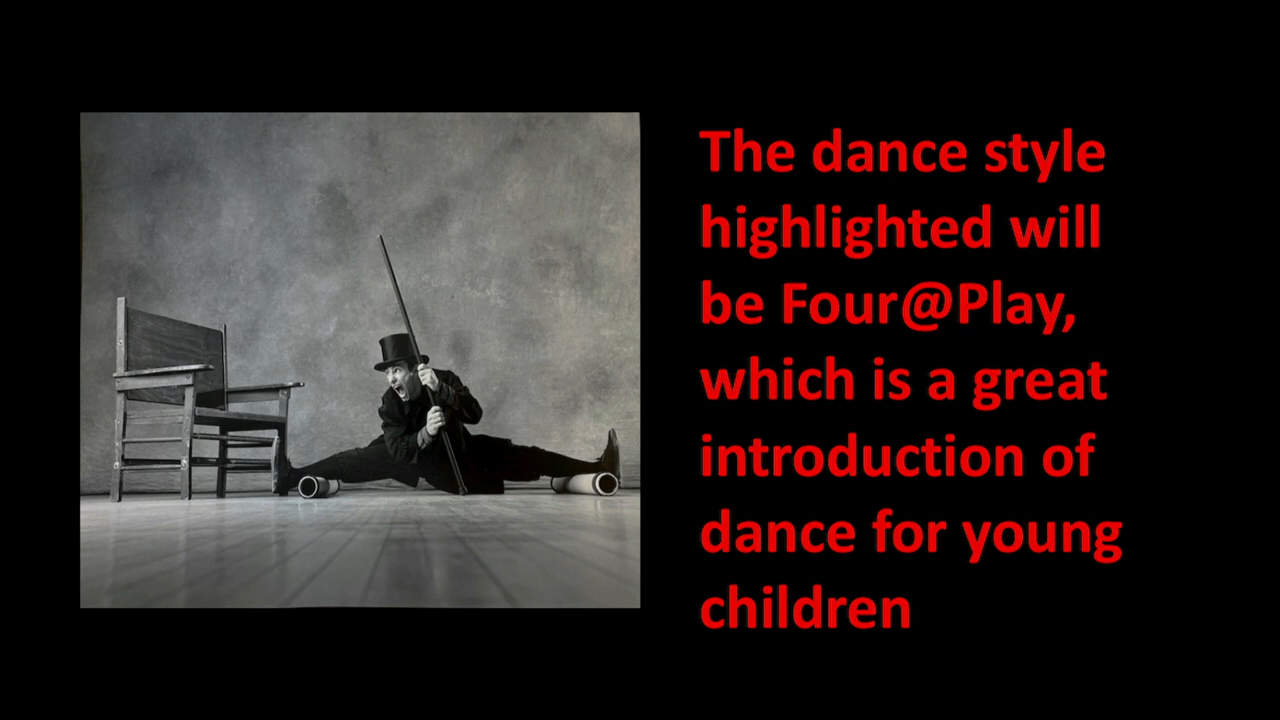 The dance style
highlighted will
be Four@Play,
which is a great
introduction of
dance for young
children